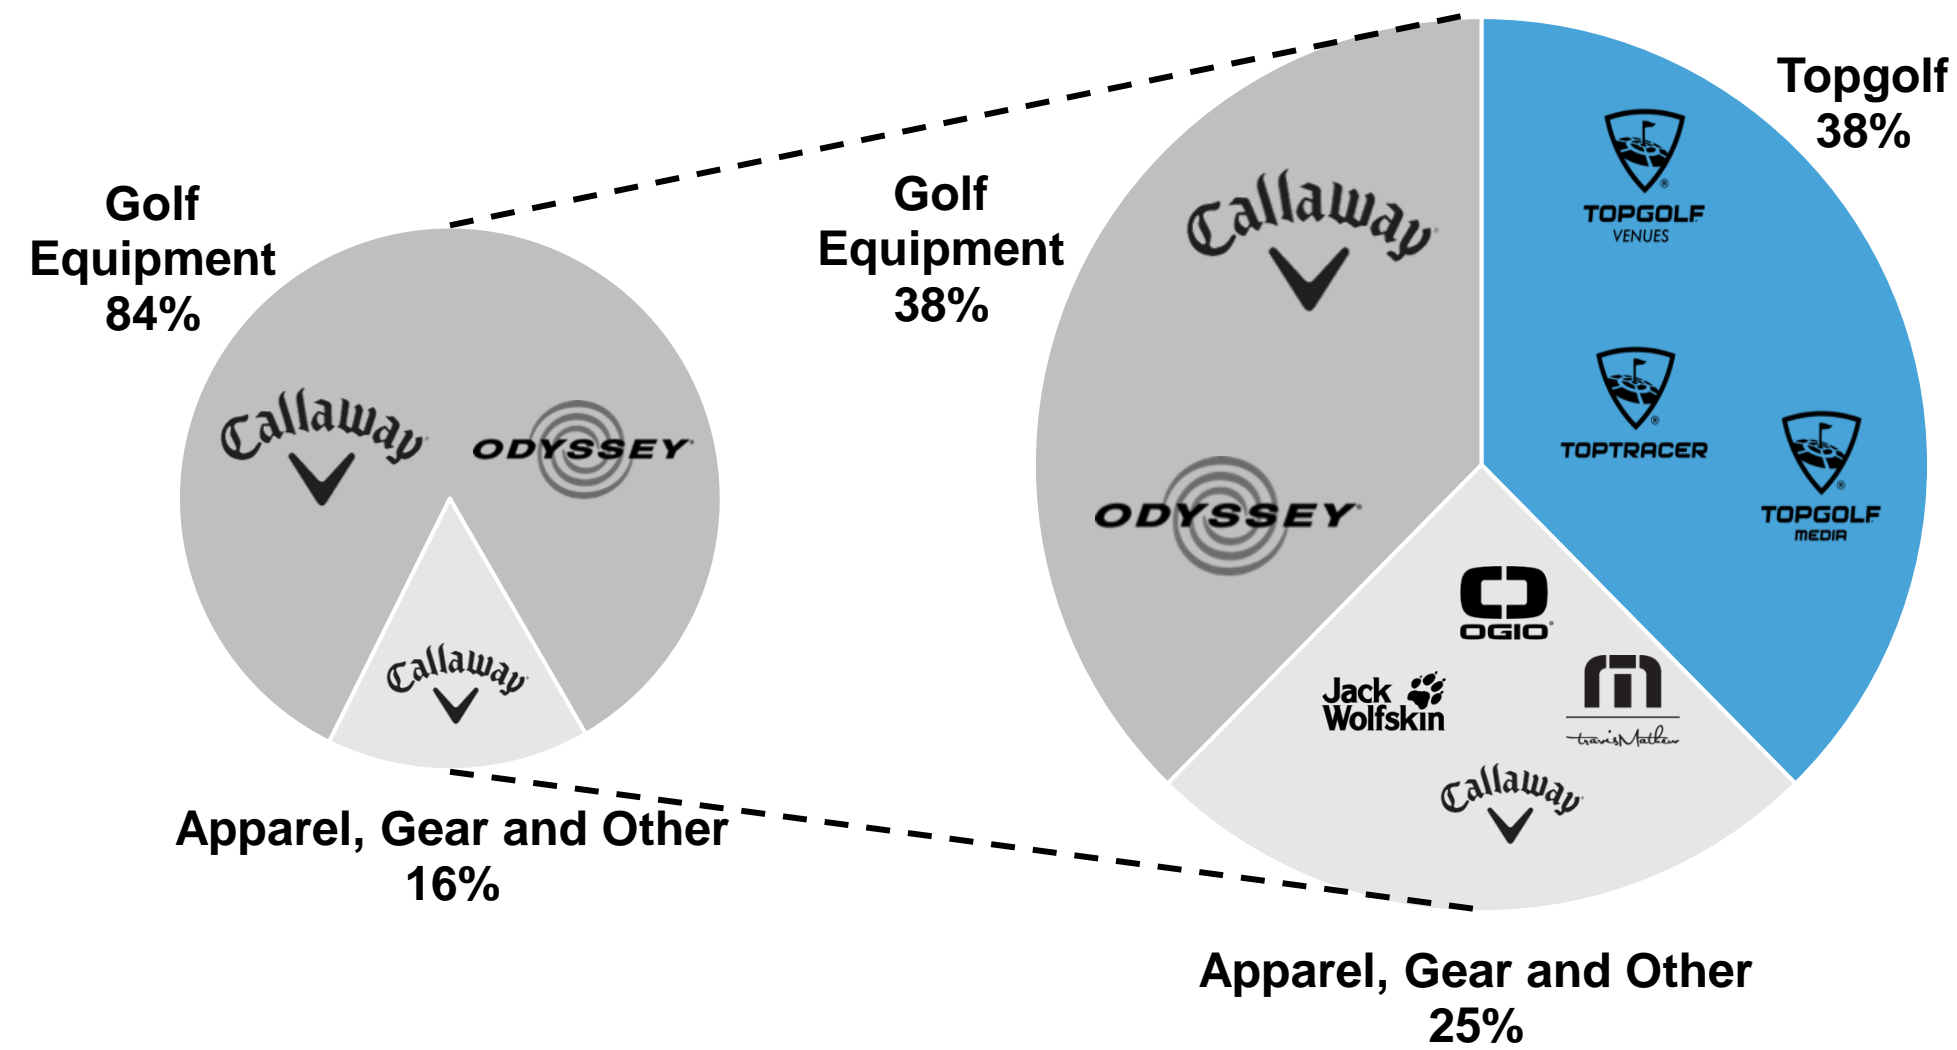 Golf
Equipment
84%
Callaway
ODYSSEY
Callaway
Apparel, Gear and Other
16%
Golf
Equipment
38%
Callaway
ODYSSEY
Topgolf
38%
®
TOPGOLF
VENUES
®
TOPTRACER
®
TOPGOLF
MEDIA
OGIO
Jack
Wolfskin
travisMathew
Callaway
Apparel, Gear and Other
25%